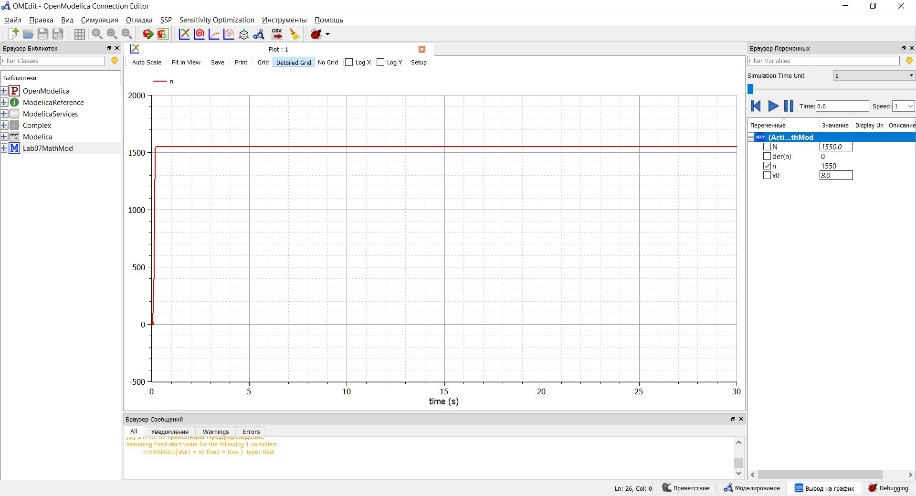 OMEdit - OpenModelica Connection Editor
Файл Правка Вид Симуляция Отладка SSP Sensitivity Optimization Инструменты Помощь
Браузер Библиотек
Plot : 1
Браузер Переменных
Filter Classes
Auto Scale Fit in View Save Print Grid Detailed Grid No Grid Log X Log Y Setup
Filter Variables
Библиотеки
Simulation Time Unit s
P OpenModelica
ModelicaReference
ModelicaServices
Complex
Modelica
M Lab07MathMod
n
2000
1500
1000
500
0
-500
0 5 10 15 20 25 30
time (s)
Time: 0.0 Speed: 1
Переменные Значение Display Un Описание
(Acti...thMod
N 1550.0
der(n) 0
n 1550
x0 8.0
Браузер Сообщений
All Уведомления Warnings Errors
Assuming fixed start value for the following 1 variables:
n:VARIABLE(start = x0 fixed = true ) type: Real
Ln: 26, Col: 0 Приветствие Моделирование Вывод на график Debugging